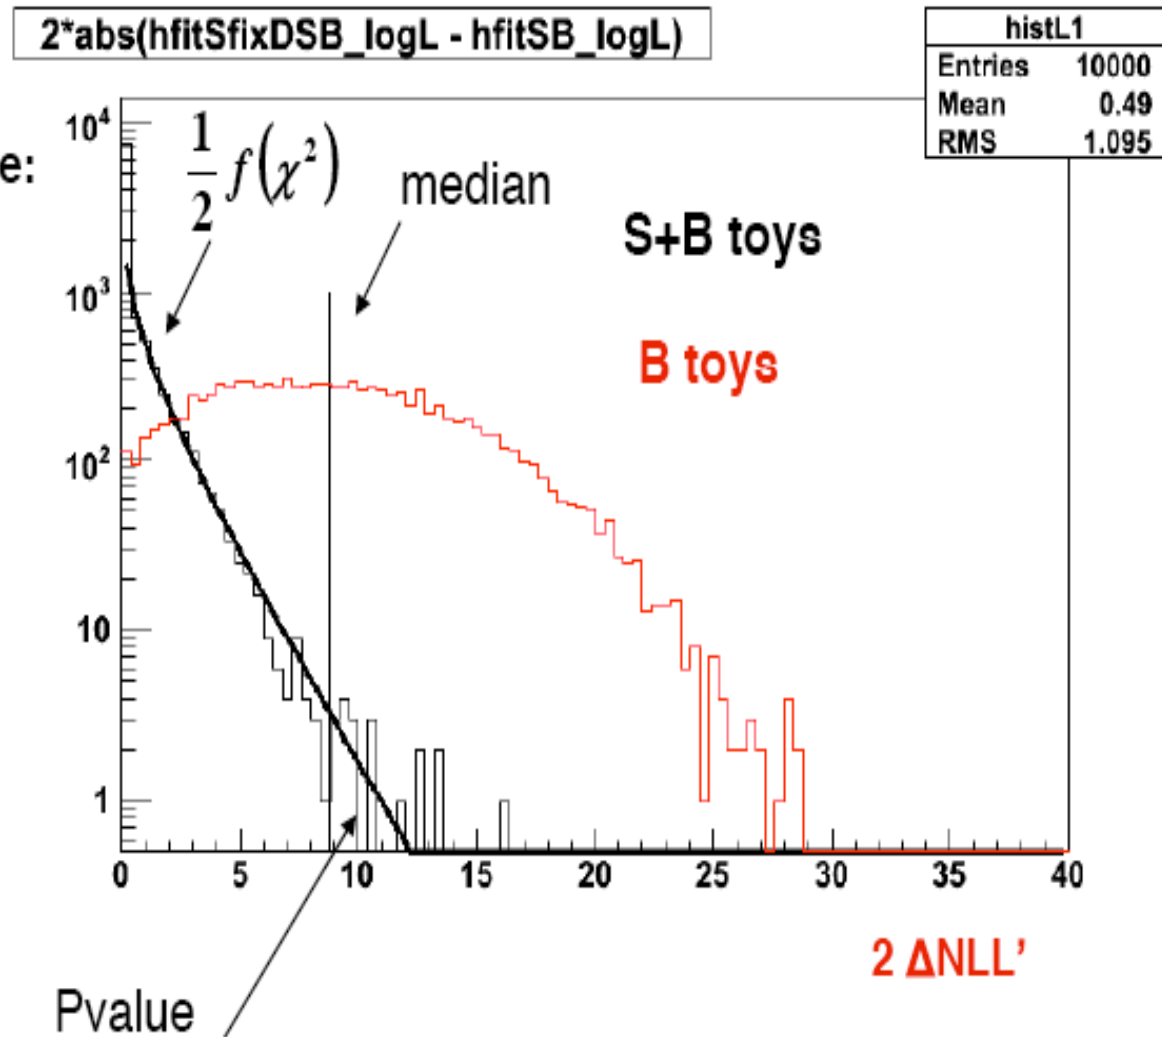 2*abs(hfitSfixDSB_logL - hfitSB_logL)
histL1
Entries 10000
Mean 0.49
RMS 1.095
e:
1/2 f(χ²)
median
S+B toys
B toys
10⁴
10³
10²
10
1
0 5 10 15 20 25 30 35 40
2 ΔNLL’
Pvalue